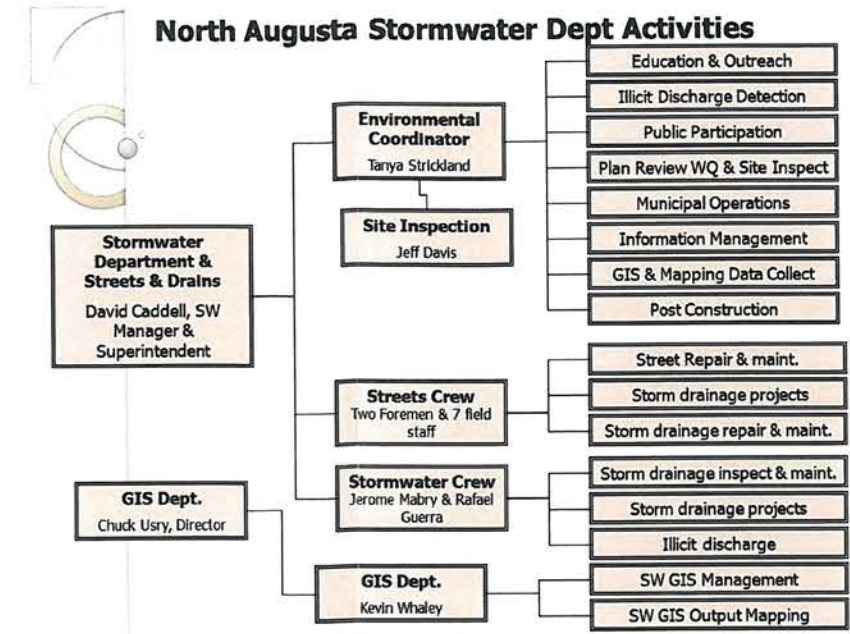 North Augusta Stormwater Dept Activities
Environmental
Coordinator
Tanya Strickland
Site Inspection
Jeff Davis
Stormwater
Department &
Streets & Drains
David Caddell, SW
Manager &
Superintendent
Education & Outreach
Illicit Discharge Detection
Public Participation
Plan Review WQ & Site Inspect
Municipal Operations
Information Management
GIS & Mapping Data Collect
Post Construction
Streets Crew
Two Foremen & 7 field
staff
Street Repair & maint.
Storm drainage projects
Storm drainage repair & maint.
Stormwater Crew
Jerome Mabry & Rafael
Guerra
Storm drainage inspect & maint.
Storm drainage projects
Illicit discharge
GIS Dept.
Chuck Usry, Director
GIS Dept.
Kevin Whaley
SW GIS Management
SW GIS Output Mapping